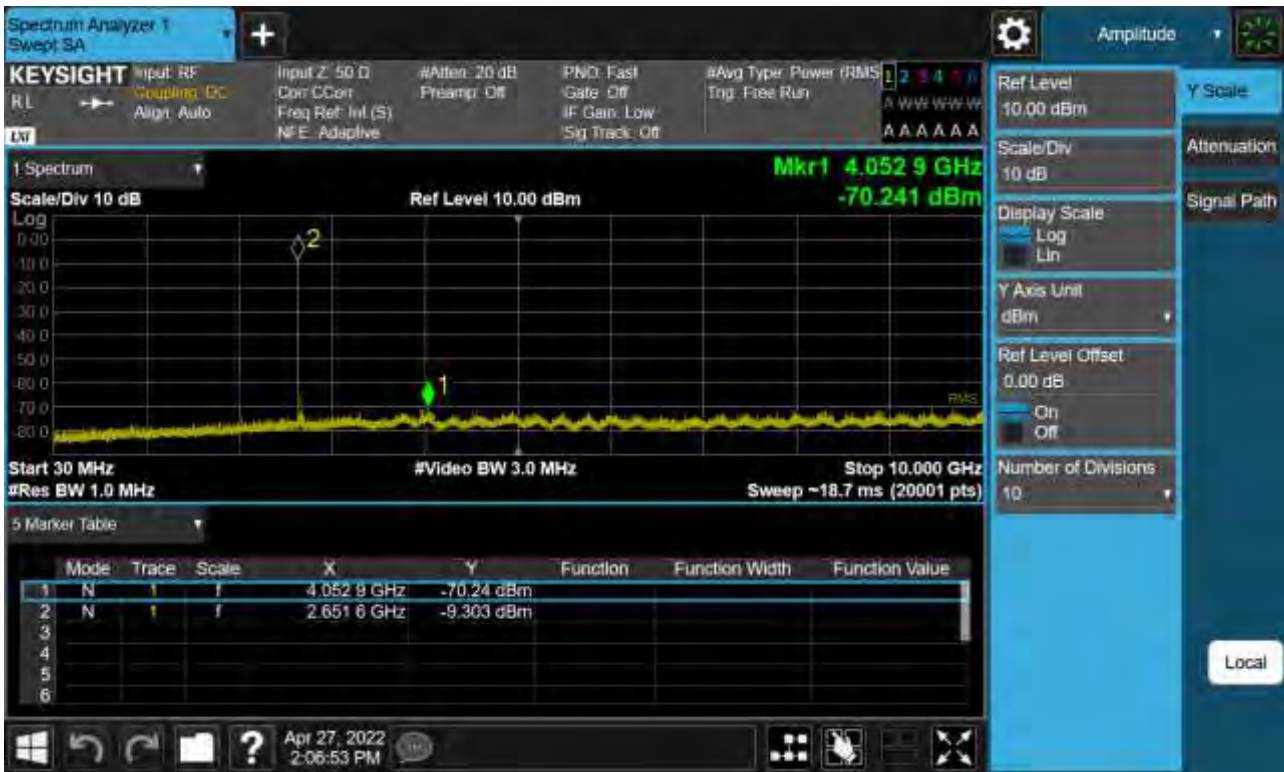 Spectrum Analyzer 1
Swept SA
+
Amplitude
KEYSIGHT
RL
Input: RF
Coupling: DC
Align: Auto
Input Z: 50 Ω
Corr CCorr
Freq Ref: Int (S)
NFE: Adaptive
#Atten: 20 dB
Preamp: Off
PNO: Fast
Gate: Off
IF Gain: Low
Sig Track: Off
#Avg Type: Power (RMS
Trig: Free Run
1 2 3 4 5 6
A W W W W W
A A A A A A
LXI
1 Spectrum
Mkr1 4.052 9 GHz
-70.241 dBm
Scale/Div 10 dB
Ref Level 10.00 dBm
Log
0.00
-10.0
-20.0
-30.0
-40.0
-50.0
-60.0
-70.0
-80.0
2
1
RMS
Start 30 MHz
#Video BW 3.0 MHz
Stop 10.000 GHz
#Res BW 1.0 MHz
Sweep ~18.7 ms (20001 pts)
5 Marker Table
Mode Trace Scale X Y Function Function Width Function Value
1 N 1 f 4.052 9 GHz -70.24 dBm
2 N 1 f 2.651 6 GHz -9.303 dBm
3
4
5
6
Ref Level
10.00 dBm
Scale/Div
10 dB
Display Scale
Log
Lin
Y Axis Unit
dBm
Ref Level Offset
0.00 dB
On
Off
Number of Divisions
10
Y Scale
Attenuation
Signal Path
Local
?
Apr 27, 2022
2:06:53 PM